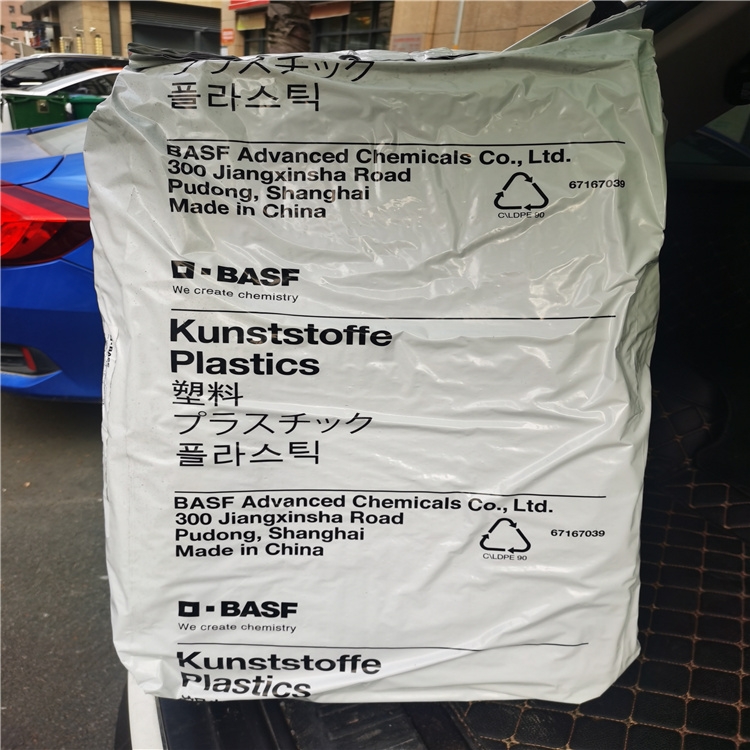 プラスチック
플라스틱
BASF Advanced Chemicals Co., Ltd.
300 Jiangxinsha Road
Pudong, Shanghai
Made in China
67167039
C\LDPE 90
BASF
We create chemistry
Kunststoffe
Plastics
塑料
プラスチック
플라스틱
BASF Advanced Chemicals Co., Ltd.
300 Jiangxinsha Road
Pudong, Shanghai
Made in China
67167039
C\LDPE 90
BASF
We create chemistry
Kunststoffe
Plastics